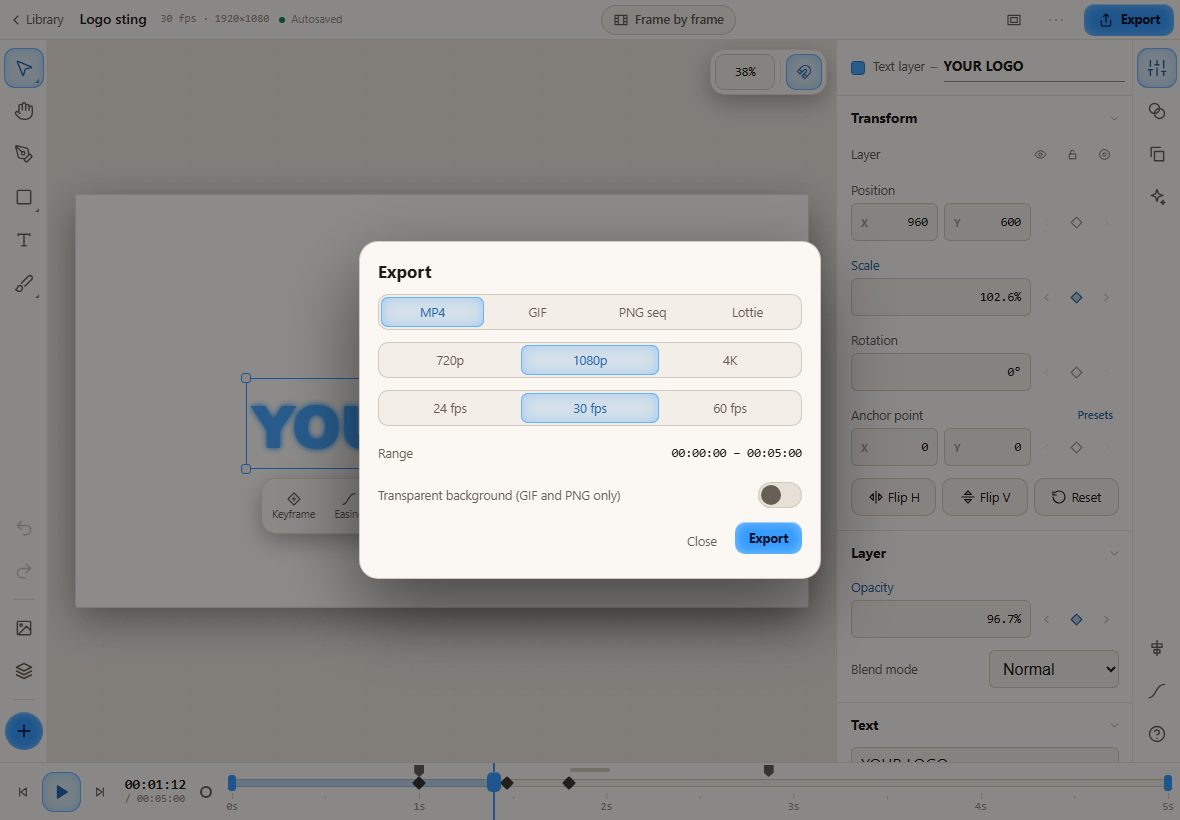 Library Logo sting 30 fps · 1920×1080 Autosaved Frame by frame ··· Export
38%
Text layer – YOUR LOGO
Transform
Layer
Position
X 960 Y 600
Scale
102.6%
Rotation
0°
Anchor point Presets
X 0 Y 0
Flip H Flip V Reset
Layer
Opacity
96.7%
Blend mode Normal
Text
YOUR LOGO
T
Keyframe
Export
MP4 GIF PNG seq Lottie
720p 1080p 4K
24 fps 30 fps 60 fps
Range 00:00:00 – 00:05:00
Transparent background (GIF and PNG only)
Close Export
00:01:12
/ 00:05:00
0s 1s 2s 3s 4s 5s